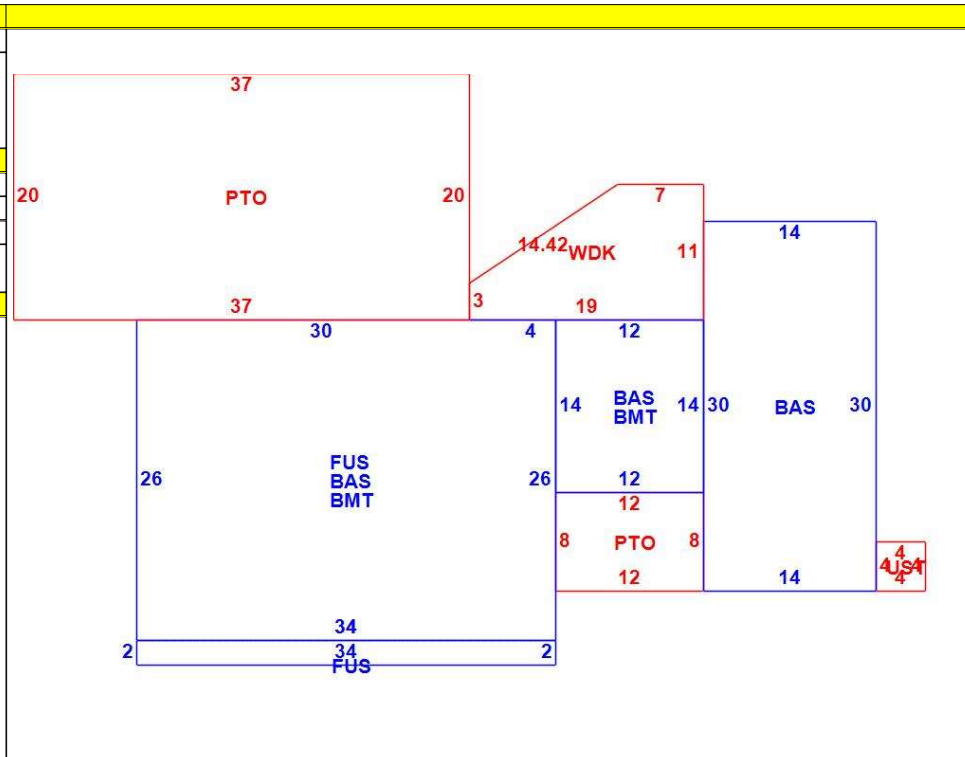 37
20 PTO 20
37
7
14.42 WDK 11
3 19
14
30 4 12
14 BAS 14
BMT
30 BAS 30
26 FUS 26
BAS
BMT
12
12
8 PTO 8
12
14
4
4 UST 4
4
34
2 34 2
FUS